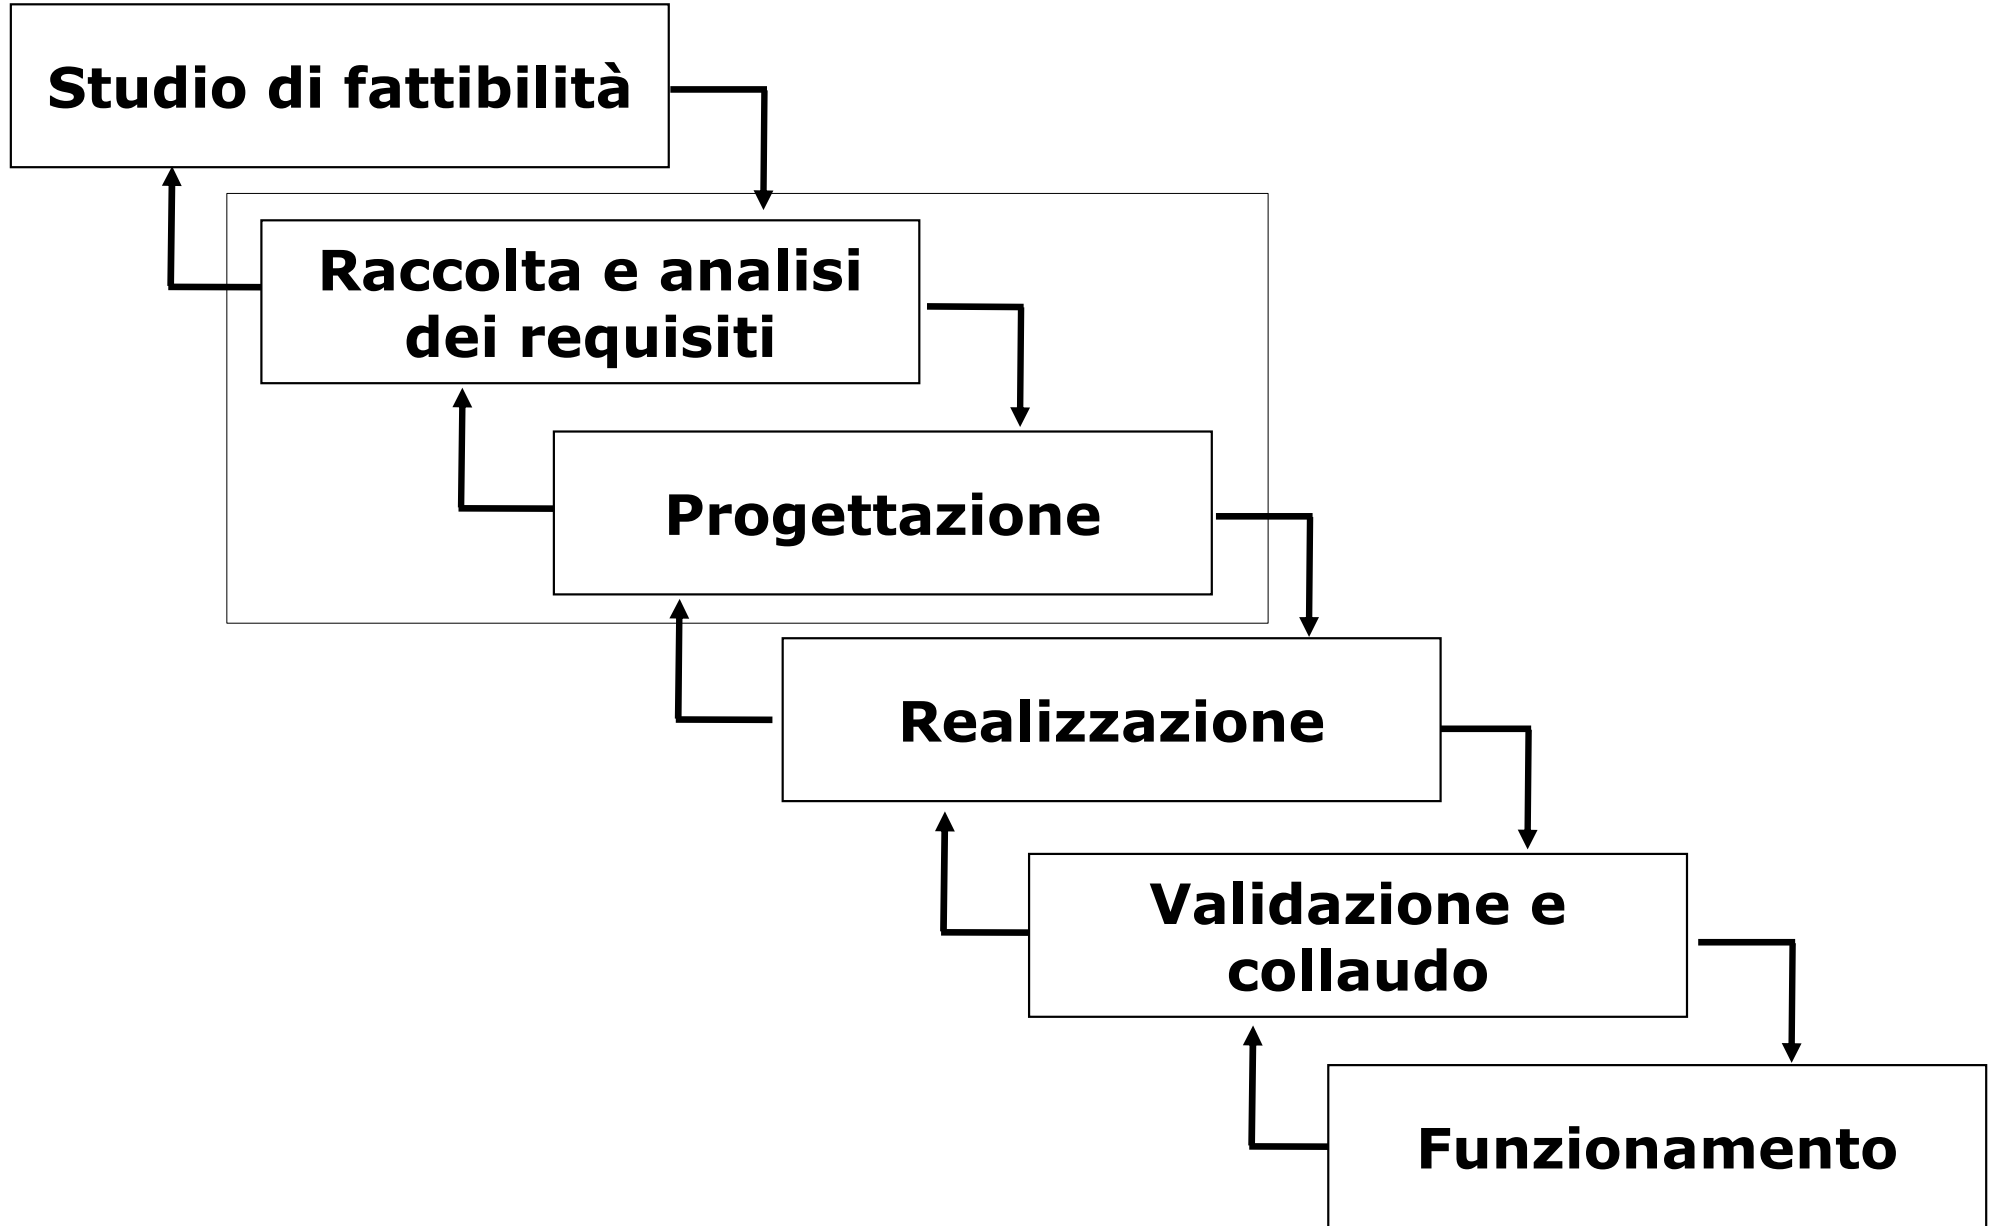 Studio di fattibilità
Raccolta e analisi
dei requisiti
Progettazione
Realizzazione
Validazione e
collaudo
Funzionamento